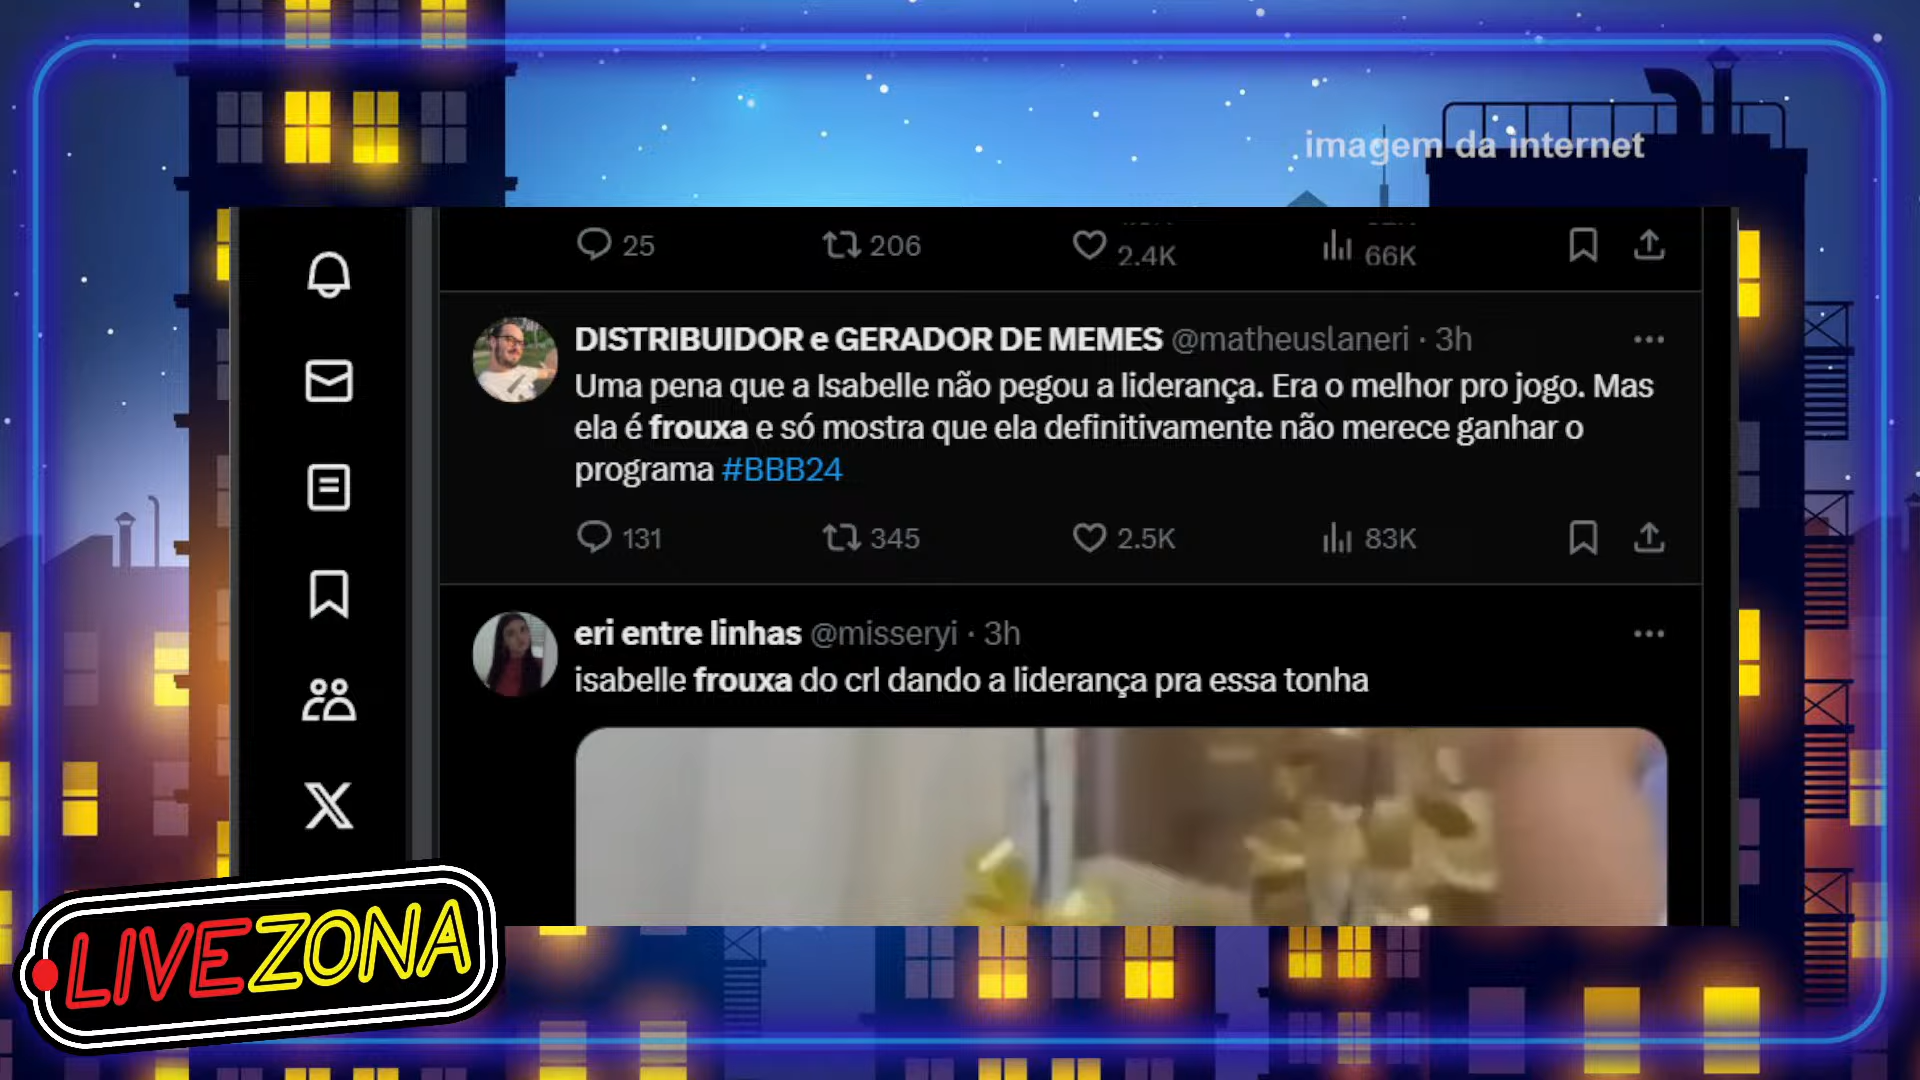 imagem da internet
25 206 2.4K 66K
DISTRIBUIDOR e GERADOR DE MEMES @matheuslaneri · 3h
Uma pena que a Isabelle não pegou a liderança. Era o melhor pro jogo. Mas
ela é frouxa e só mostra que ela definitivamente não merece ganhar o
programa #BBB24
131 345 2.5K 83K
eri entre linhas @misseryi · 3h
isabelle frouxa do crl dando a liderança pra essa tonha
LIVEZONA